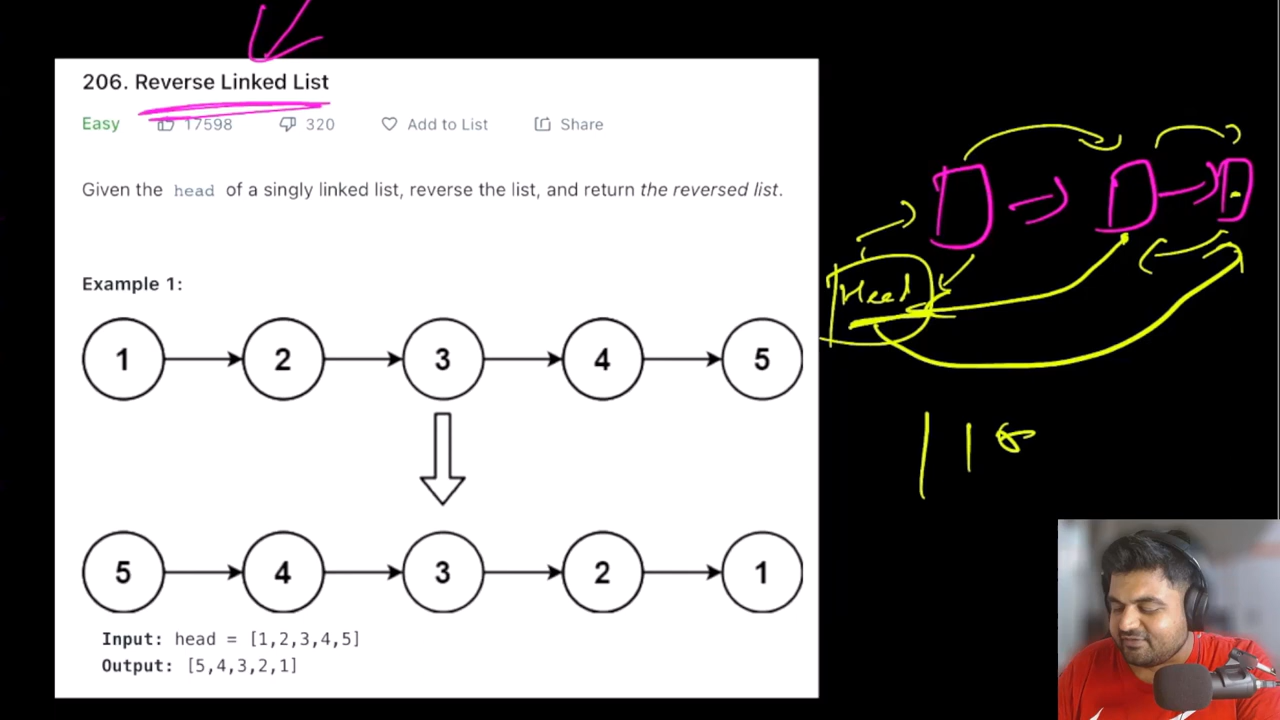 206. Reverse Linked List
Easy 17598 320 Add to List Share
Given the head of a singly linked list, reverse the list, and return the reversed list.
Head
Example 1:
1 2 3 4 5
5 4 3 2 1
Input: head = [1,2,3,4,5]
Output: [5,4,3,2,1]